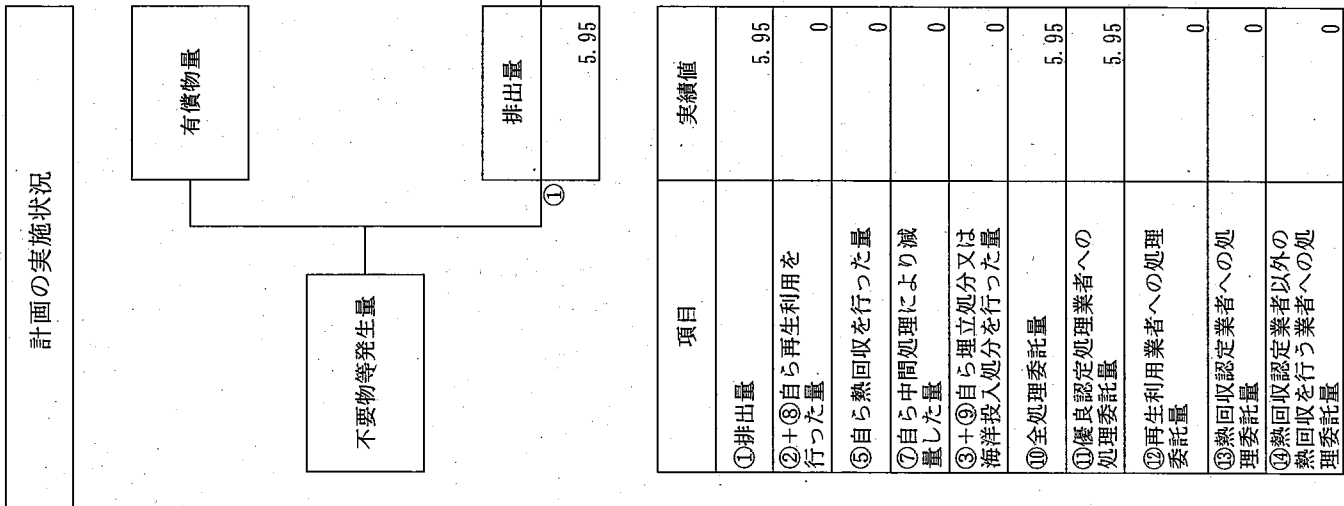 計画の実施状況
有償物量
不要物等発生量
排出量
①
5.95
項目
実績値
①排出量
5.95
②+⑧自ら再生利用を
行った量
0
⑤自ら熱回収を行った量
0
⑦自ら中間処理により減
量した量
0
③+⑨自ら埋立処分又は
海洋投入処分を行った量
0
⑩全処理委託量
5.95
⑪優良認定処理業者への
処理委託量
5.95
⑫再生利用業者への処理
委託量
0
⑬熱回収認定業者への処
理委託量
0
⑭熱回収認定業者以外の
熱回収を行う業者への処
理委託量
0